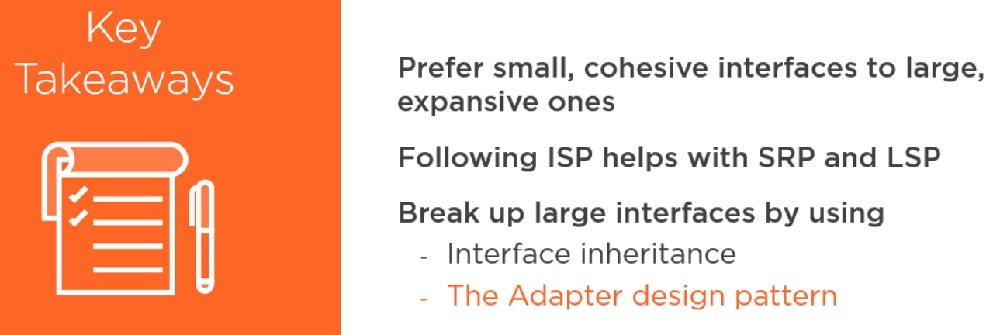 Key
Takeaways
Prefer small, cohesive interfaces to large,
expansive ones
Following ISP helps with SRP and LSP
Break up large interfaces by using
- Interface inheritance
- The Adapter design pattern